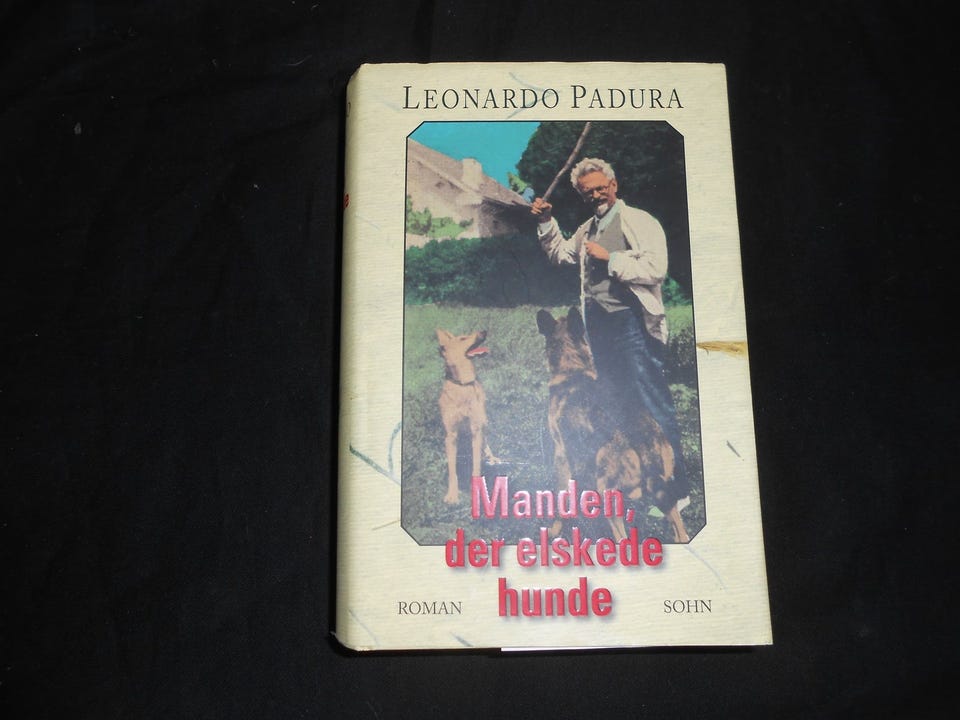 LEONARDO PADURA
Manden,
der elskede
hunde
ROMAN
SOHN